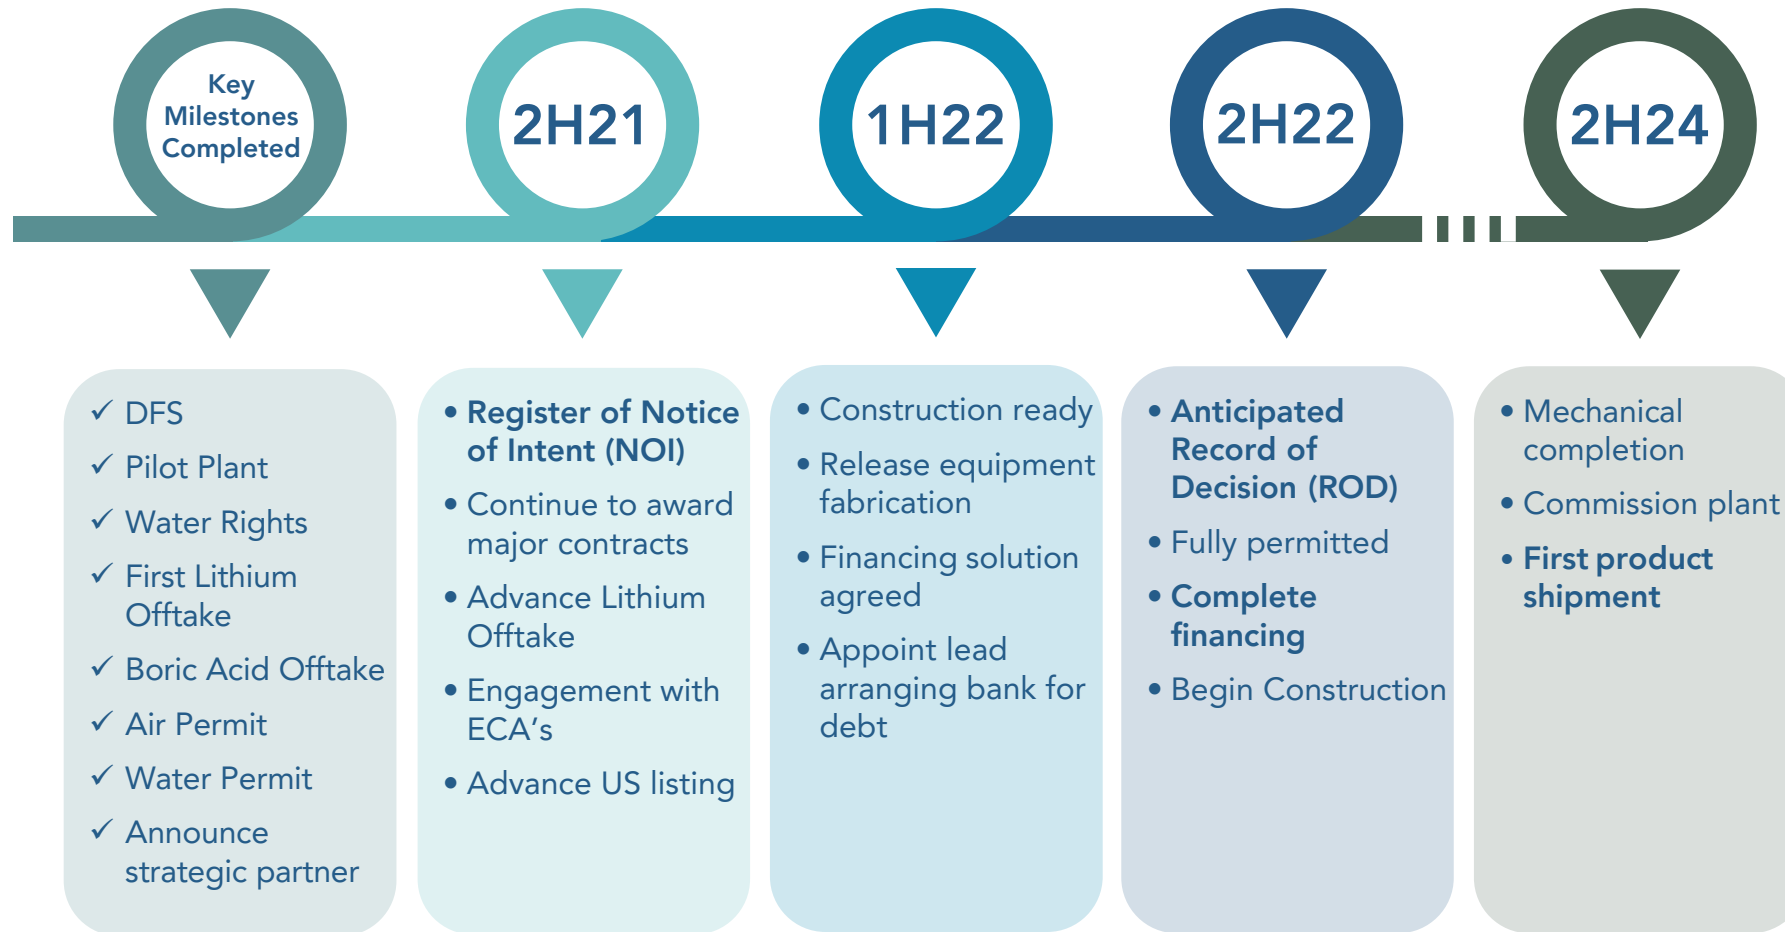 Key
Milestones
Completed
2H21
1H22
2H22
2H24
✓ DFS
✓ Pilot Plant
✓ Water Rights
✓ First Lithium
Offtake
✓ Boric Acid Offtake
✓ Air Permit
✓ Water Permit
✓ Announce
strategic partner
• Register of Notice
of Intent (NOI)
• Continue to award
major contracts
• Advance Lithium
Offtake
• Engagement with
ECA’s
• Advance US listing
• Construction ready
• Release equipment
fabrication
• Financing solution
agreed
• Appoint lead
arranging bank for
debt
• Anticipated
Record of
Decision (ROD)
• Fully permitted
• Complete
financing
• Begin Construction
• Mechanical
completion
• Commission plant
• First product
shipment